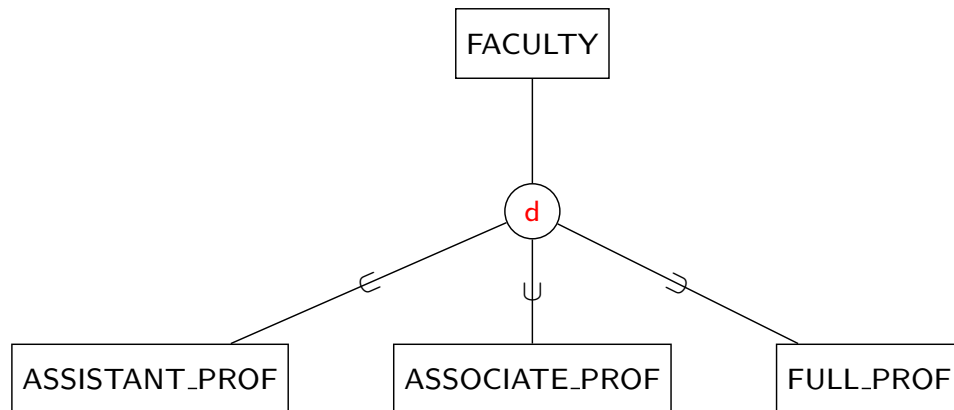 FACULTY
d
ASSISTANT_PROF
ASSOCIATE_PROF
FULL_PROF